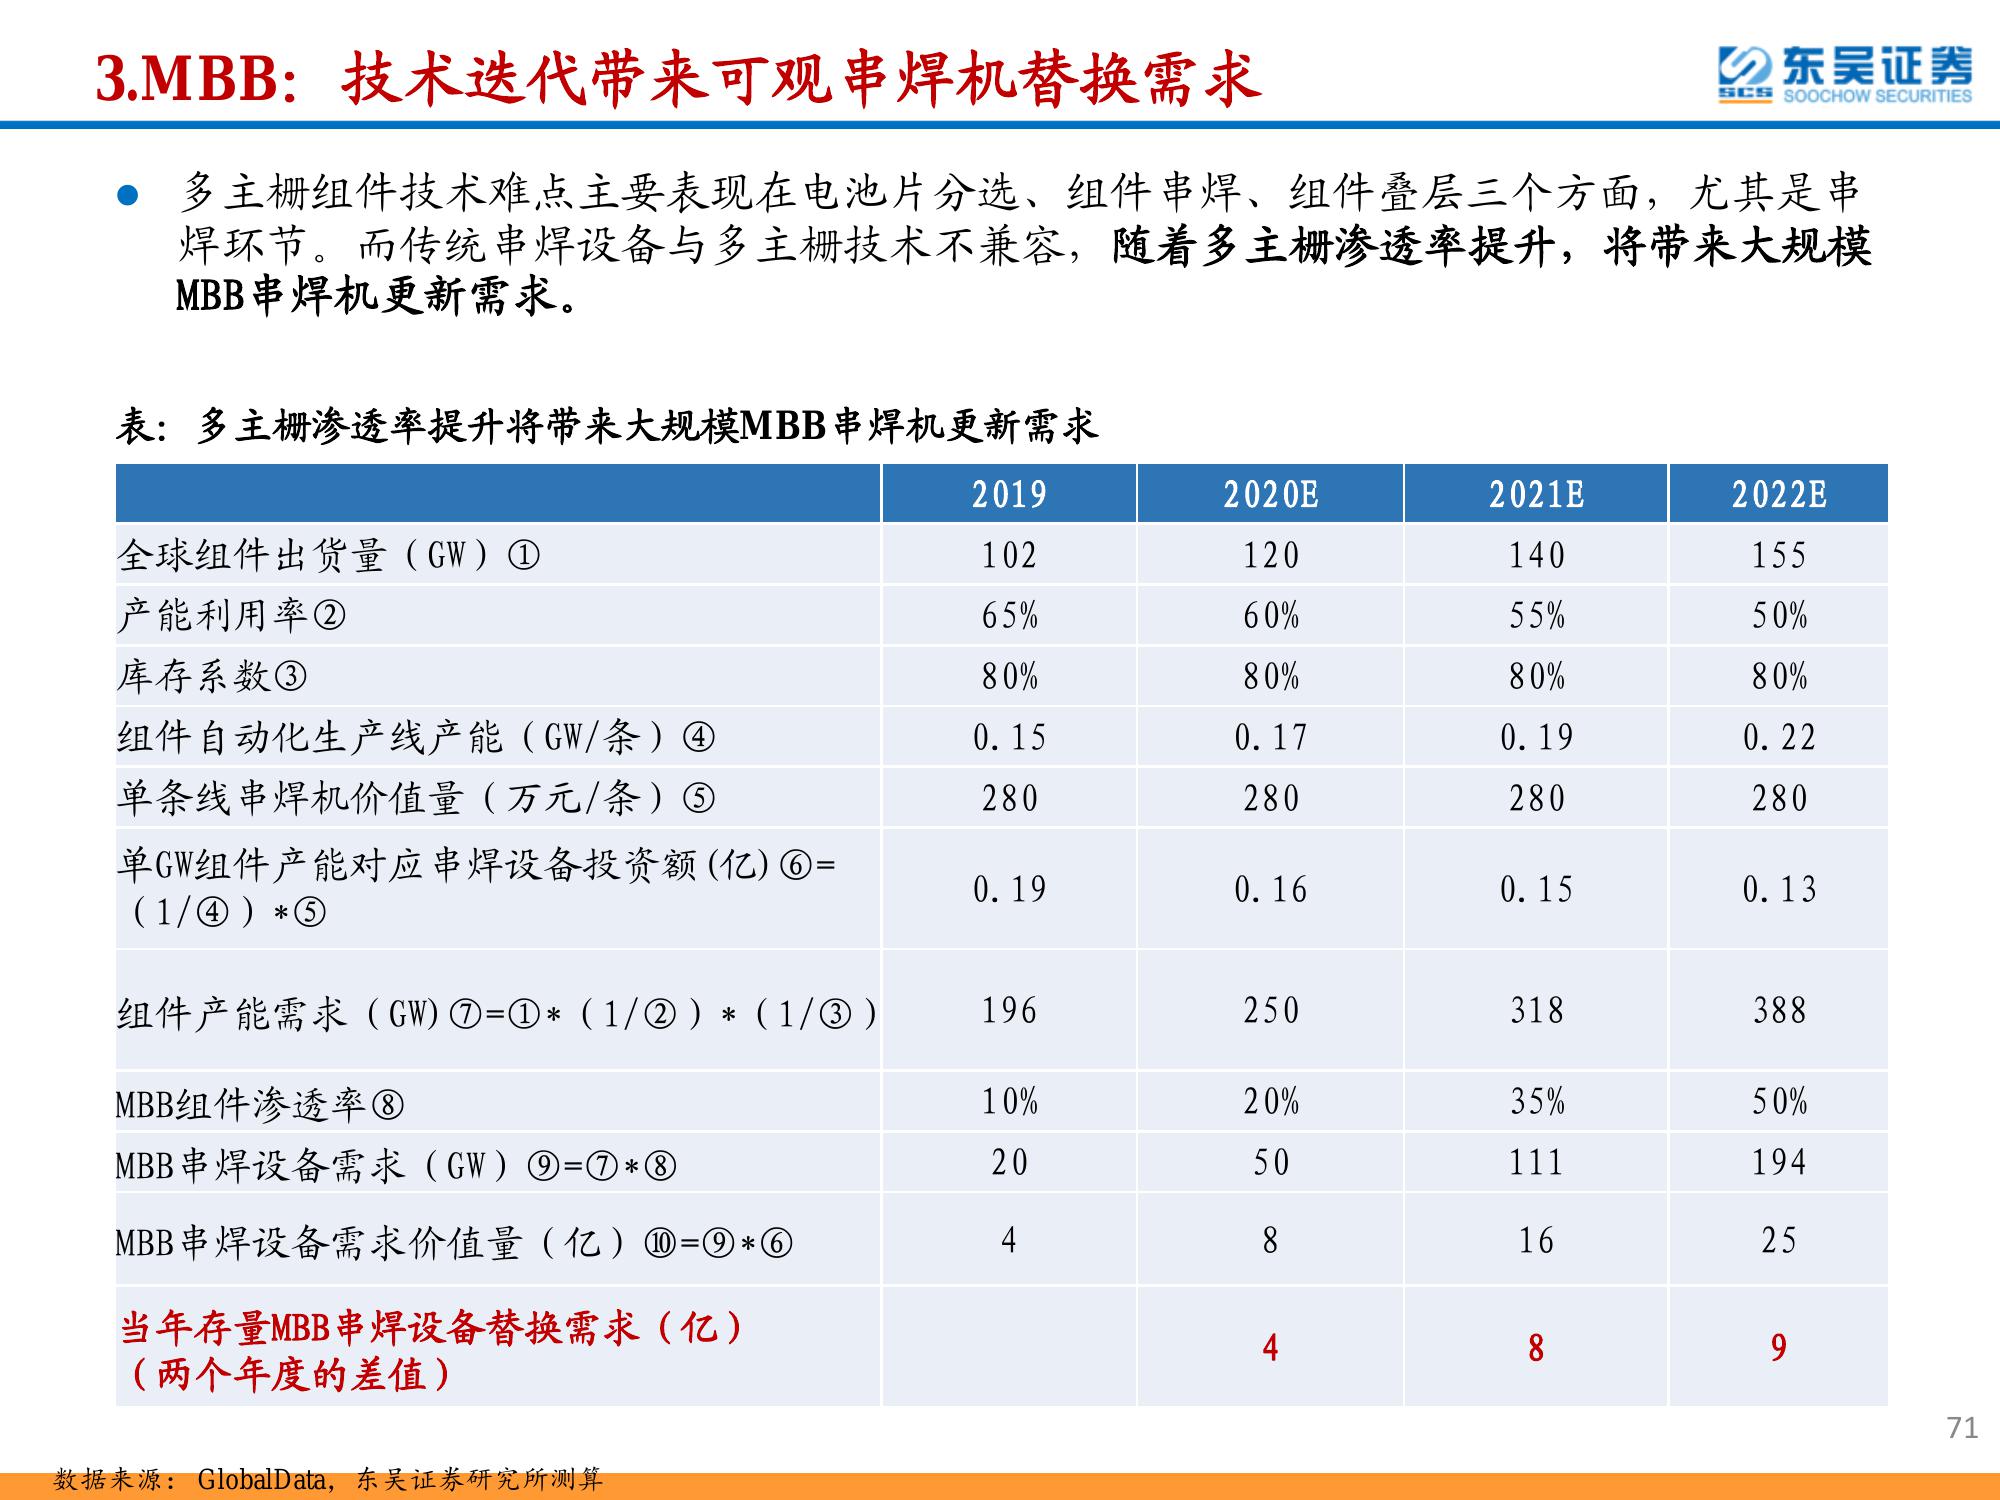 3.MBB：技术迭代带来可观串焊机替换需求
东吴证券
SCS SOOCHOW SECURITIES
● 多主栅组件技术难点主要表现在电池片分选、组件串焊、组件叠层三个方面，尤其是串
焊环节。而传统串焊设备与多主栅技术不兼容，随着多主栅渗透率提升，将带来大规模
MBB串焊机更新需求。
表：多主栅渗透率提升将带来大规模MBB串焊机更新需求
2019 2020E 2021E 2022E
全球组件出货量（GW）① 102 120 140 155
产能利用率② 65% 60% 55% 50%
库存系数③ 80% 80% 80% 80%
组件自动化生产线产能（GW/条）④ 0.15 0.17 0.19 0.22
单条线串焊机价值量（万元/条）⑤ 280 280 280 280
单GW组件产能对应串焊设备投资额(亿)⑥=
（1/④）*⑤ 0.19 0.16 0.15 0.13
组件产能需求（GW)⑦=①*（1/②）*（1/③） 196 250 318 388
MBB组件渗透率⑧ 10% 20% 35% 50%
MBB串焊设备需求（GW）⑨=⑦*⑧ 20 50 111 194
MBB串焊设备需求价值量（亿）⑩=⑨*⑥ 4 8 16 25
当年存量MBB串焊设备替换需求（亿）
（两个年度的差值） 4 8 9
71
数据来源：GlobalData，东吴证券研究所测算